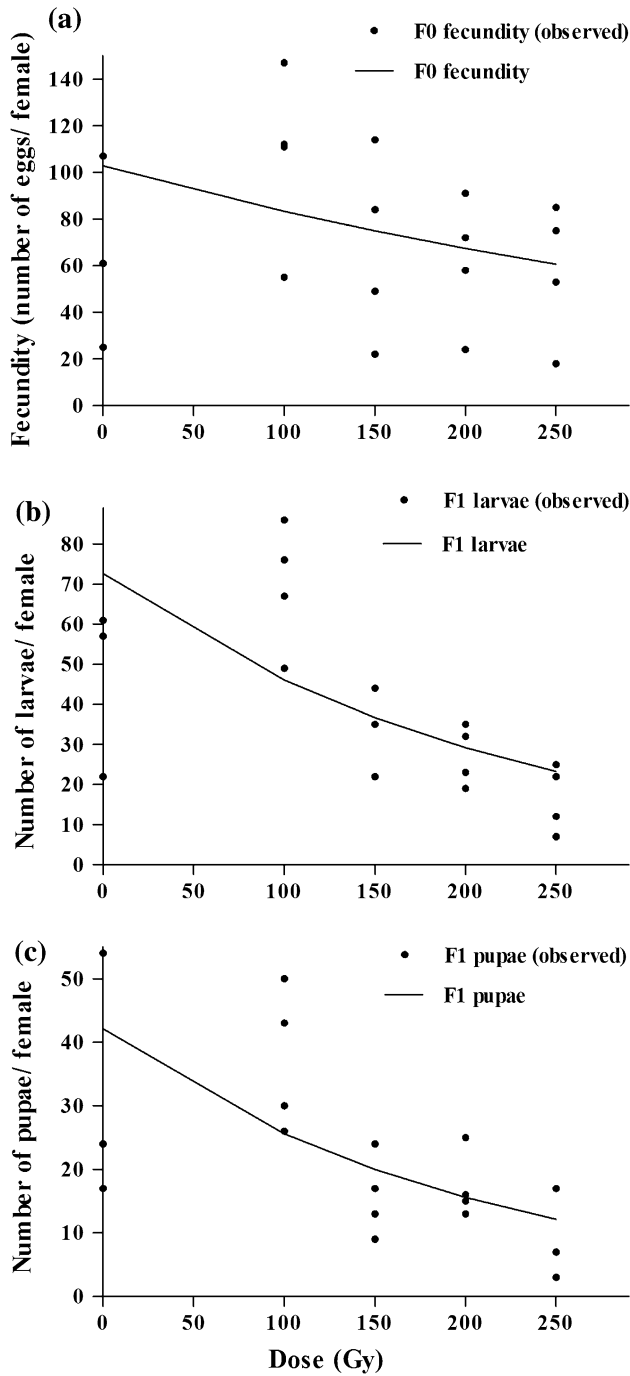 (a)
F0 fecundity (observed)
F0 fecundity
Fecundity (number of eggs/ female)
140
120
100
80
60
40
20
0
0 50 100 150 200 250
(b)
F1 larvae (observed)
F1 larvae
Number of larvae/ female
80
70
60
50
40
30
20
10
0
0 50 100 150 200 250
(c)
F1 pupae (observed)
F1 pupae
Number of pupae/ female
50
40
30
20
10
0
0 50 100 150 200 250
Dose (Gy)